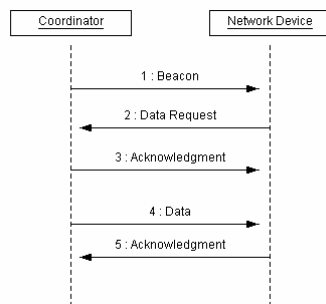 Coordinator
Network Device
1 : Beacon
2 : Data Request
3 : Acknowledgment
4 : Data
5 : Acknowledgment